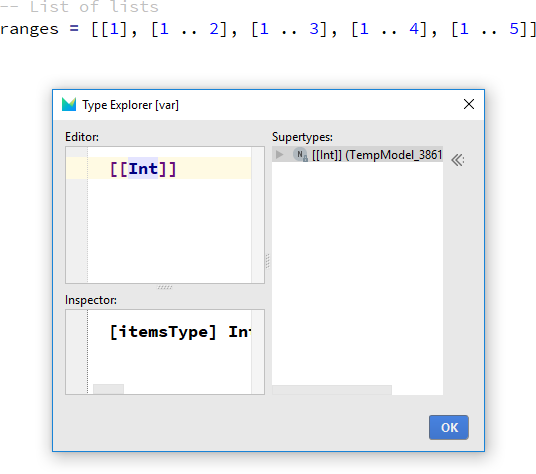 -- List of lists
ranges = [[1], [1 .. 2], [1 .. 3], [1 .. 4], [1 .. 5]]
Type Explorer [var]
Editor:
[[Int]]
Supertypes:
[[Int]] (TempModel_3861
Inspector:
[itemsType] Int
OK